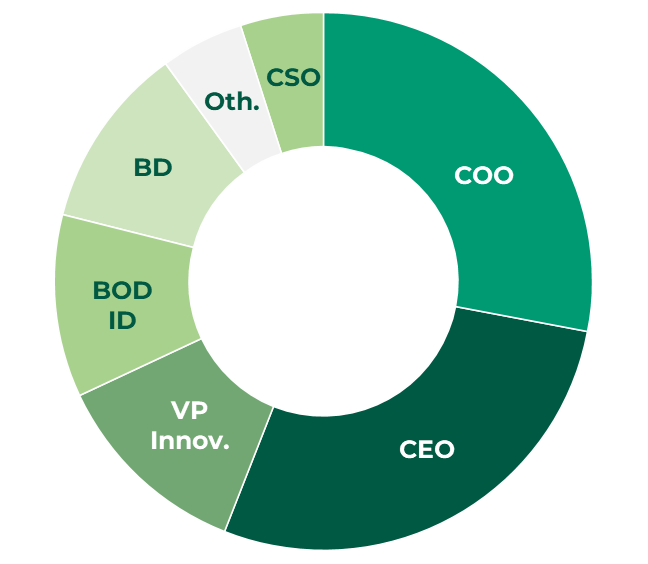 CSO
Oth.
COO
BD
BOD
ID
VP
Innov.
CEO